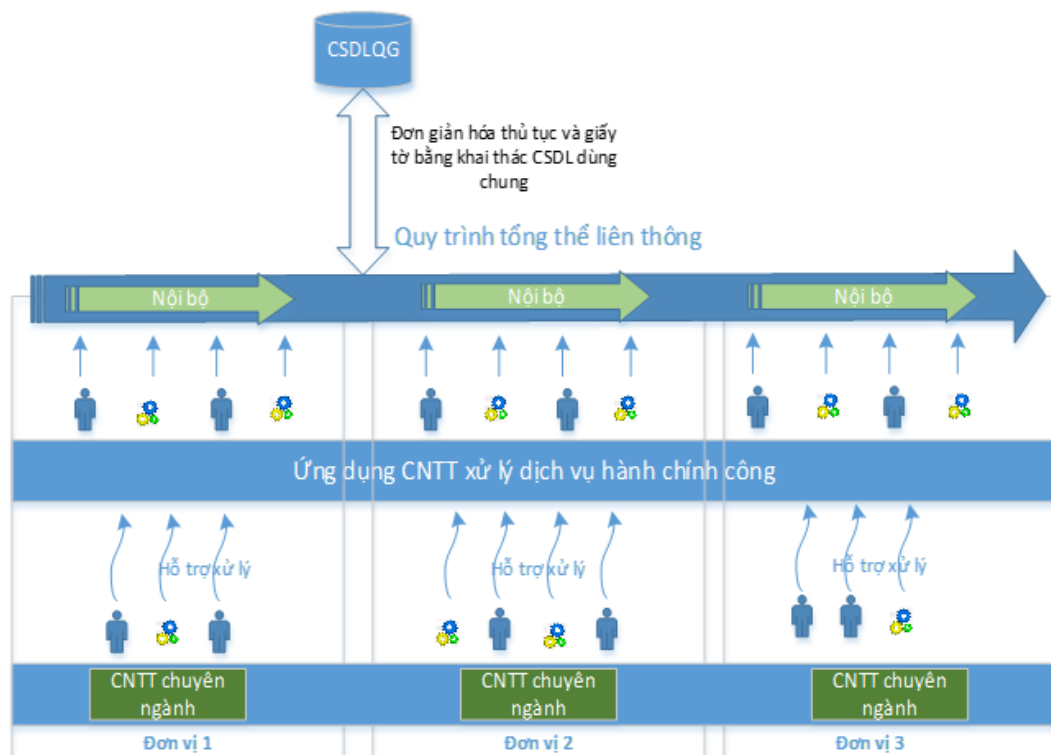 CSDLQG
Đơn giản hóa thủ tục và giấy
tờ bằng khai thác CSDL dùng
chung
Quy trình tổng thể liên thông
Nội bộ
Nội bộ
Nội bộ
Ứng dụng CNTT xử lý dịch vụ hành chính công
Hỗ trợ xử lý
Hỗ trợ xử lý
Hỗ trợ xử lý
CNTT chuyên
ngành
CNTT chuyên
ngành
CNTT chuyên
ngành
Đơn vị 1
Đơn vị 2
Đơn vị 3